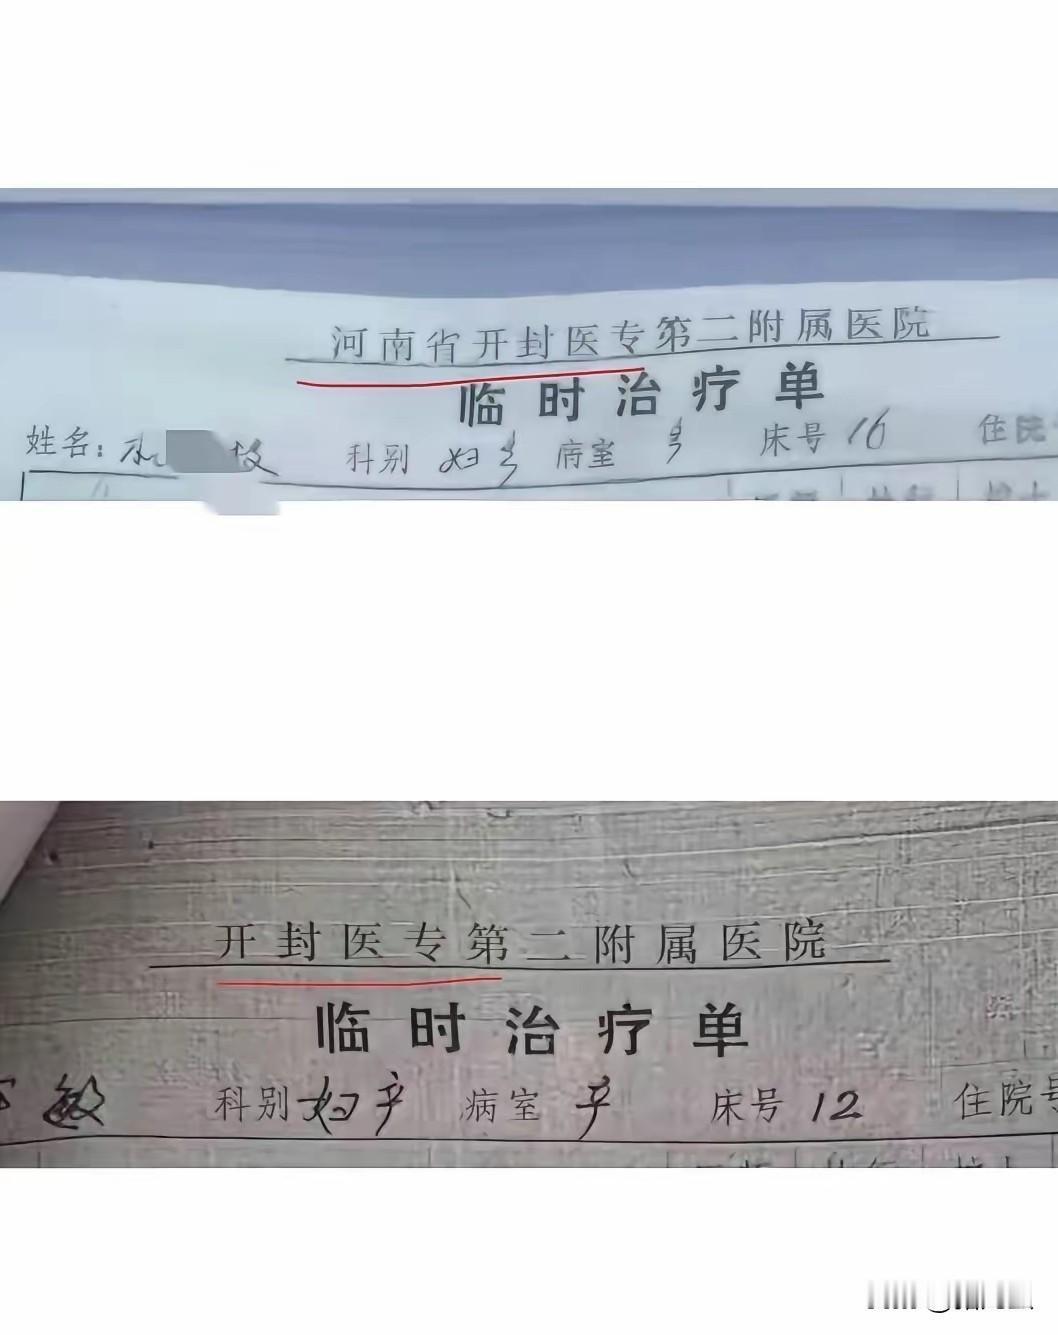 河南省开封医专第二附属医院
临时治疗单
姓名: 科别 妇产 病室 产 床号 16 住院
开封医专第二附属医院
临时治疗单
敏 科别 妇产 病室 产 床号 12 住院号